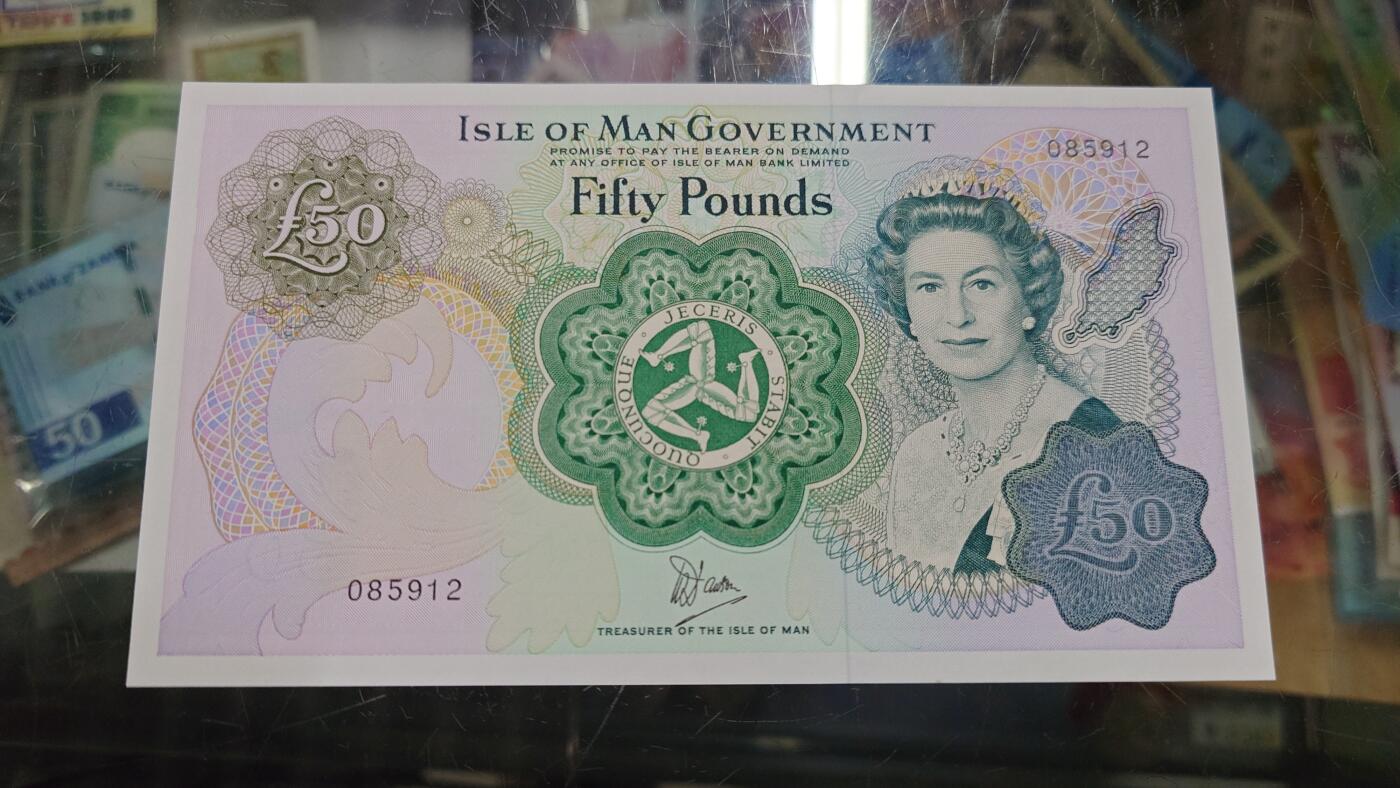 ISLE OF MAN GOVERNMENT
PROMISE TO PAY THE BEARER ON DEMAND
AT ANY OFFICE OF ISLE OF MAN BANK LIMITED
Fifty Pounds
085912
£50
QUOCUNQUE JECERIS STABIT
£50
085912
TREASURER OF THE ISLE OF MAN
50